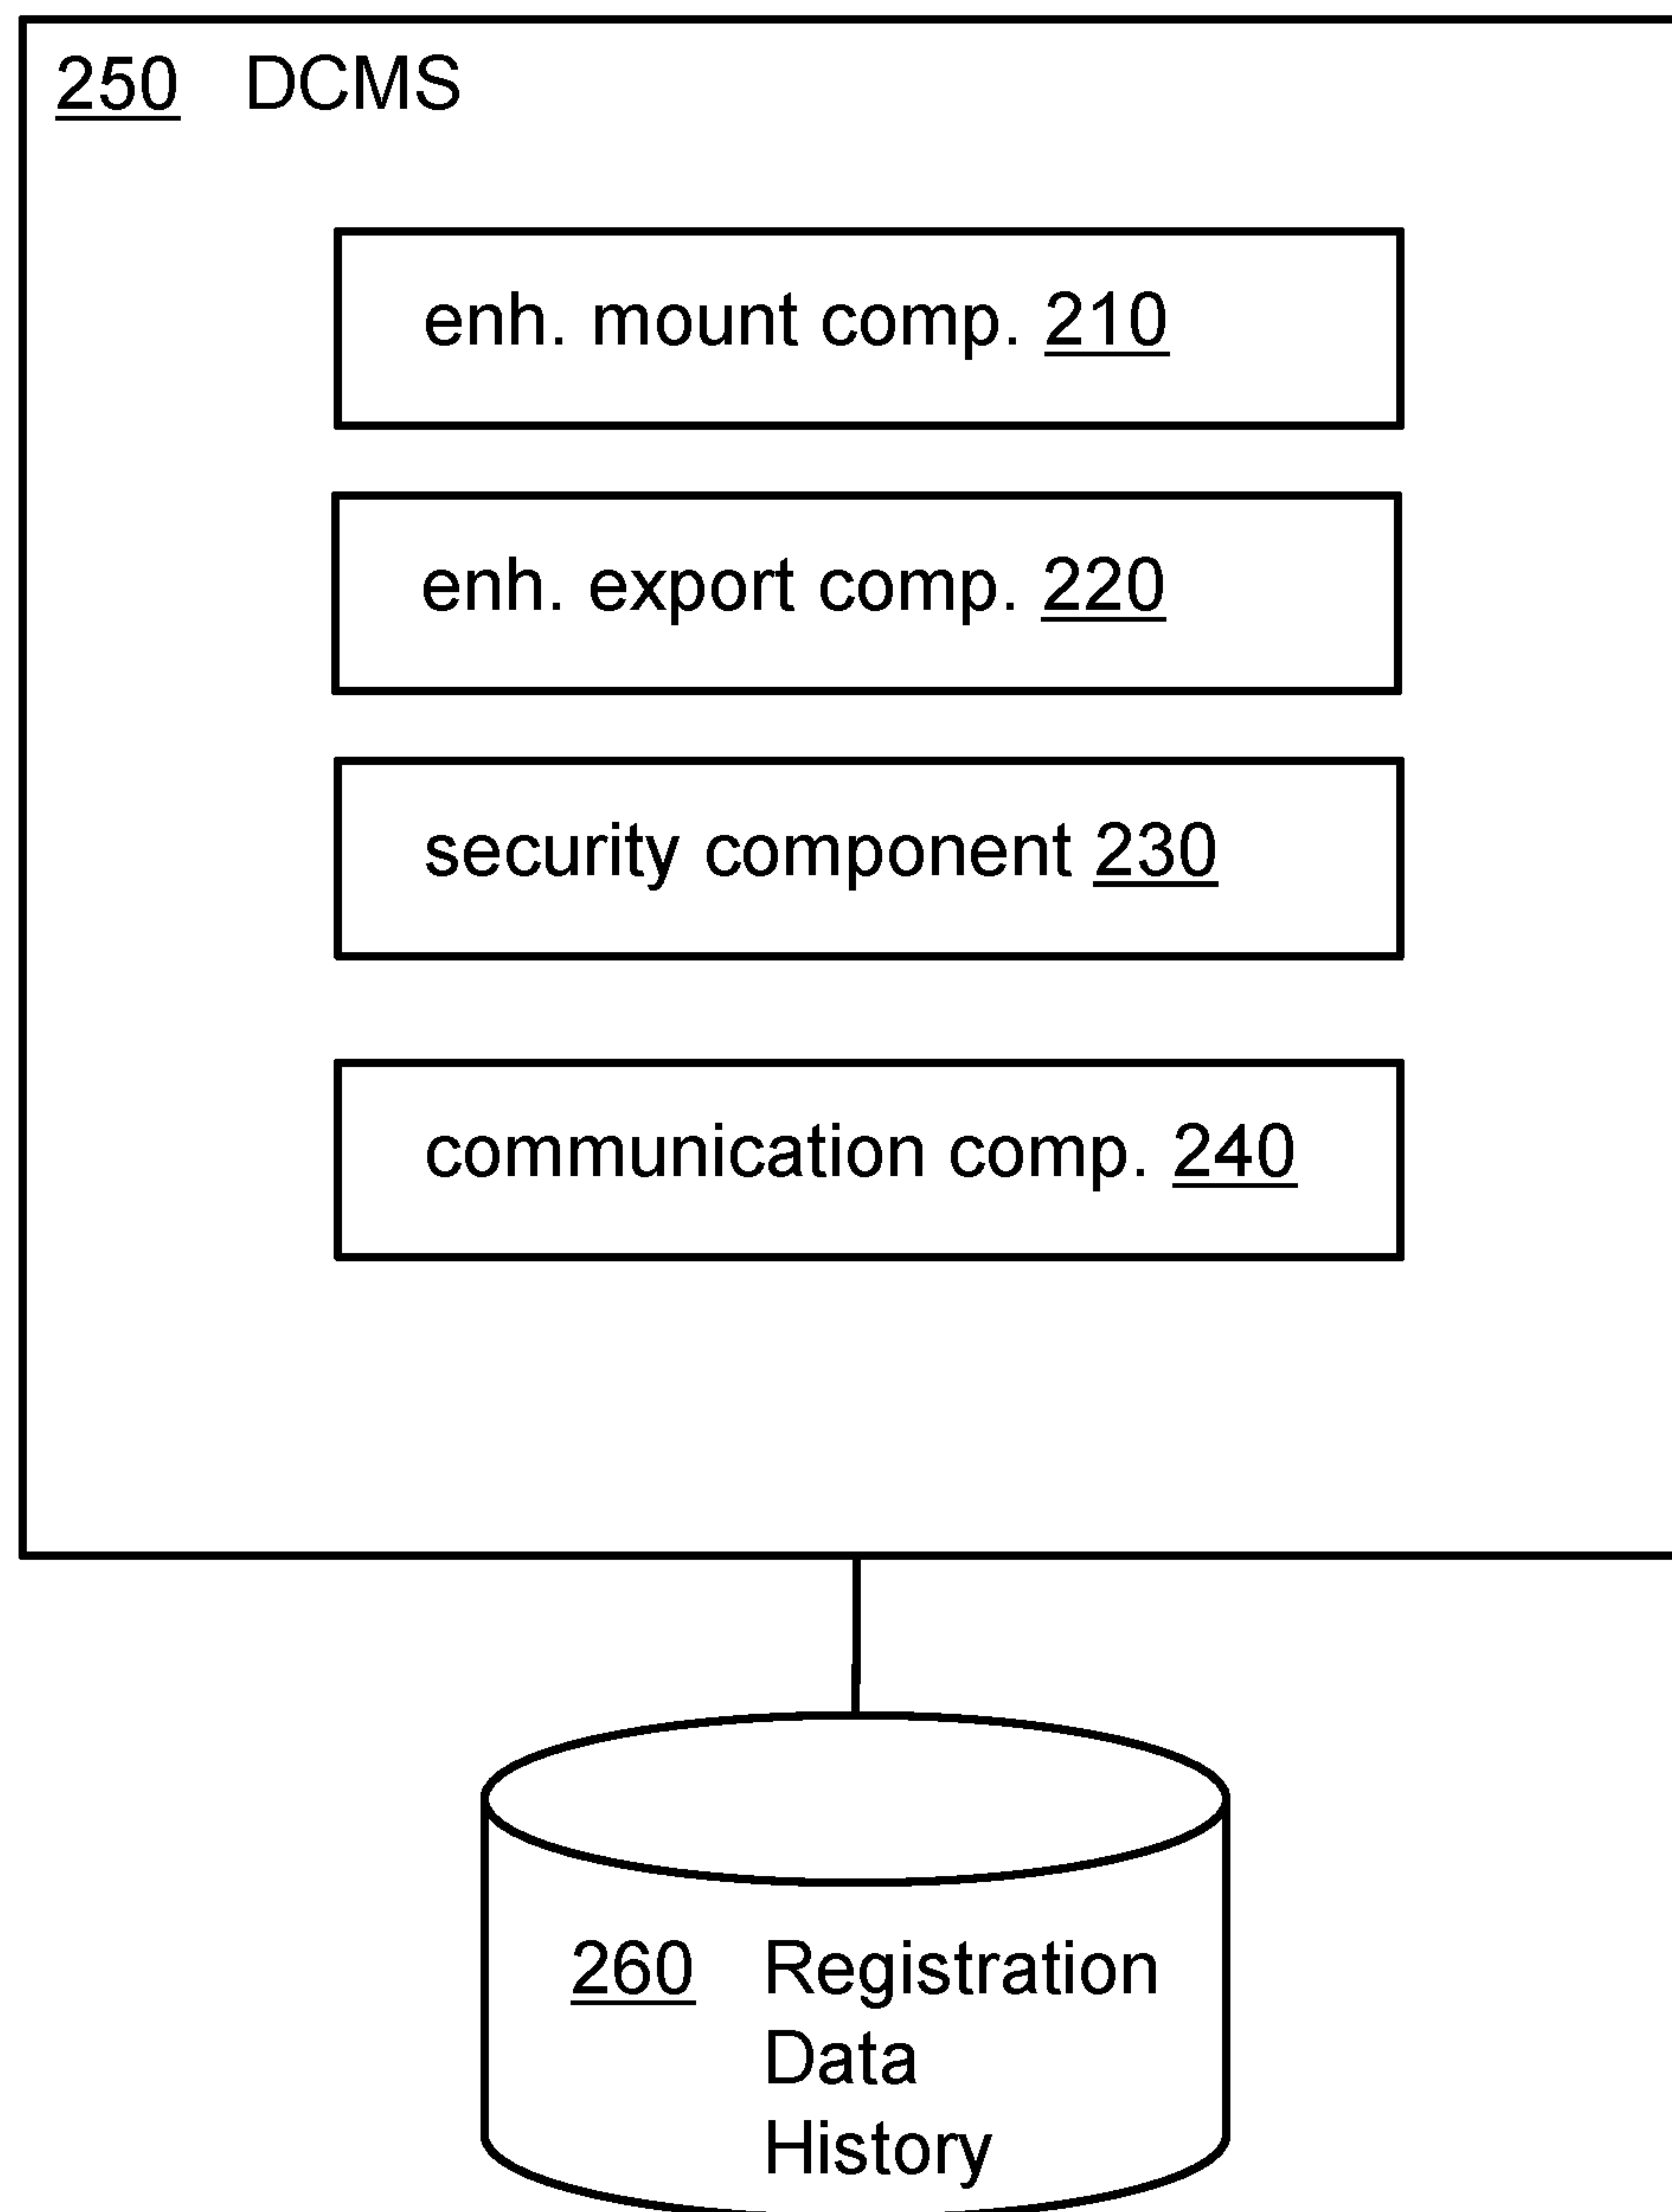 250 DCMS
enh. mount comp. 210
enh. export comp. 220
security component 230
communication comp. 240
260 Registration
Data
History